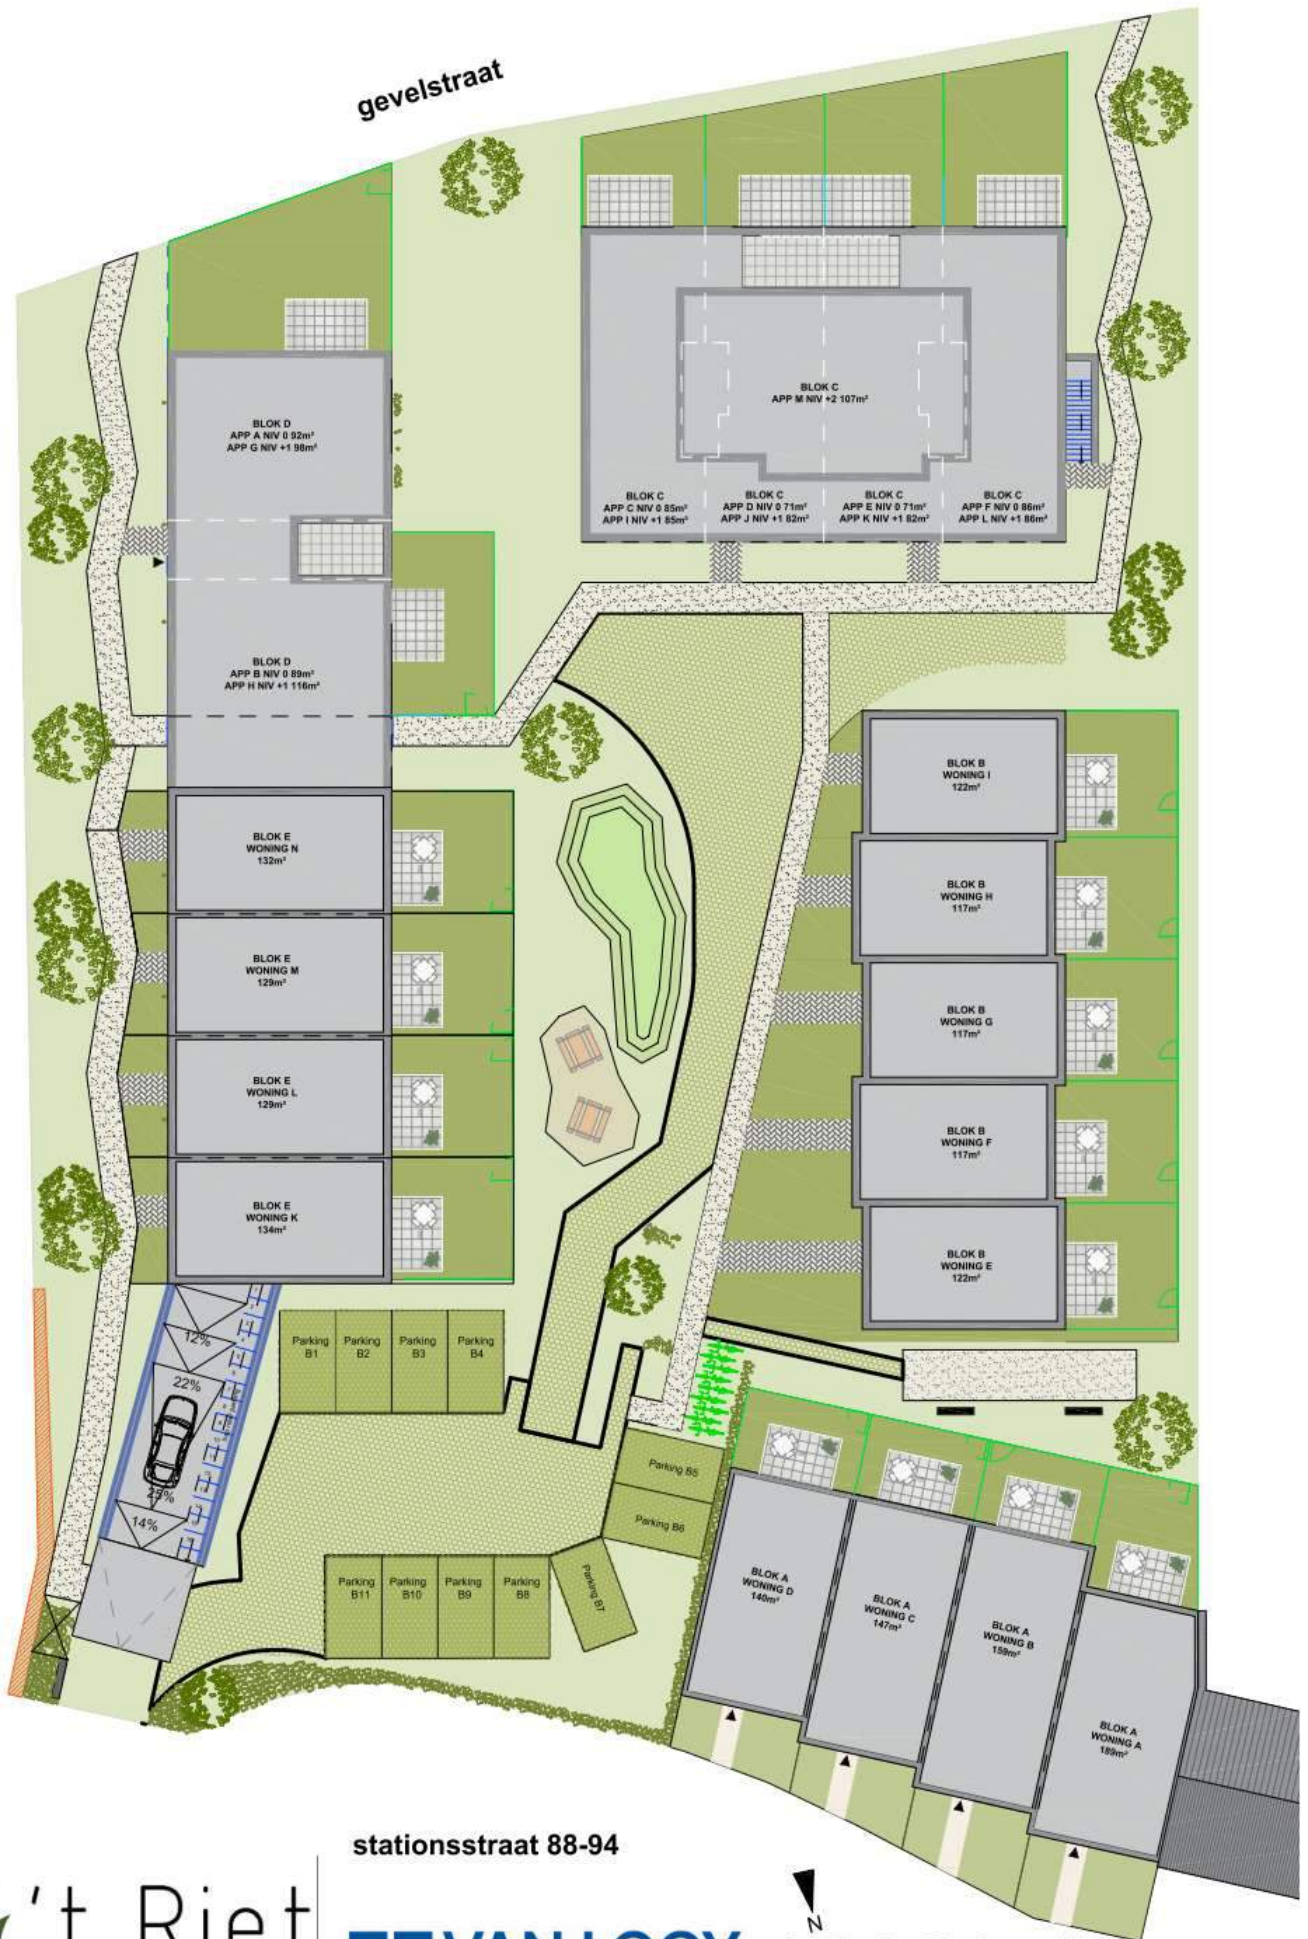 gevelstraat
BLOK D
APP A NIV 0 92m²
APP G NIV +1 98m²
BLOK C
APP M NIV +2 107m²
BLOK C
APP C NIV 0 85m²
APP I NIV +1 85m²
BLOK C
APP D NIV 0 71m²
APP J NIV +1 82m²
BLOK C
APP E NIV 0 71m²
APP K NIV +1 82m²
BLOK C
APP F NIV 0 86m²
APP L NIV +1 86m²
BLOK D
APP B NIV 0 89m²
APP H NIV +1 116m²
BLOK B
WONING I
122m²
BLOK E
WONING N
132m²
BLOK B
WONING H
117m²
BLOK E
WONING M
129m²
BLOK B
WONING G
117m²
BLOK E
WONING L
129m²
BLOK B
WONING F
117m²
BLOK E
WONING K
134m²
BLOK B
WONING E
122m²
12%
22%
25%
14%
Parking
B1
Parking
B2
Parking
B3
Parking
B4
Parking B5
Parking B6
Parking B7
Parking
B11
Parking
B10
Parking
B9
Parking
B8
BLOK A
WONING D
140m²
BLOK A
WONING C
147m²
BLOK A
WONING B
159m²
BLOK A
WONING A
189m²
stationsstraat 88-94
't Riet
VAN LOOY
N